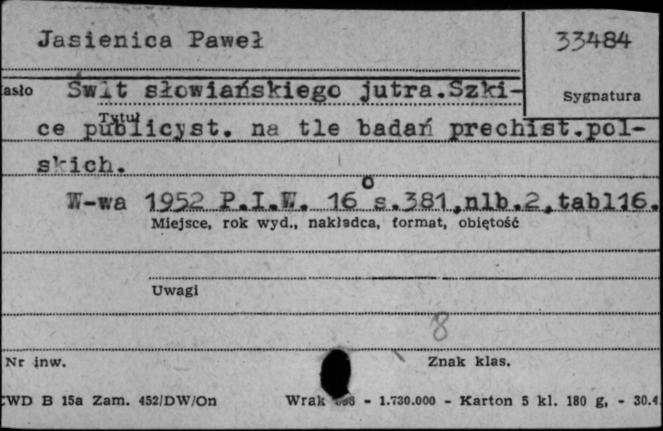 Jasienica Paweł
33484
asło Świt słowiańskiego jutra.Szki-
Sygnatura
Tytuł
ce publicyst. na tle badań prechist.pol-
skich.
W-wa 1952 P.I.W. 16° s.381,nlb.2,tabl16.
Miejsce, rok wyd., nakładca, format, objętość
Uwagi
8
Nr inw.
Znak klas.
CWD B 15a Zam. 452/DW/On Wrak - 1.730.000 - Karton 5 kl. 180 g, - 30.4